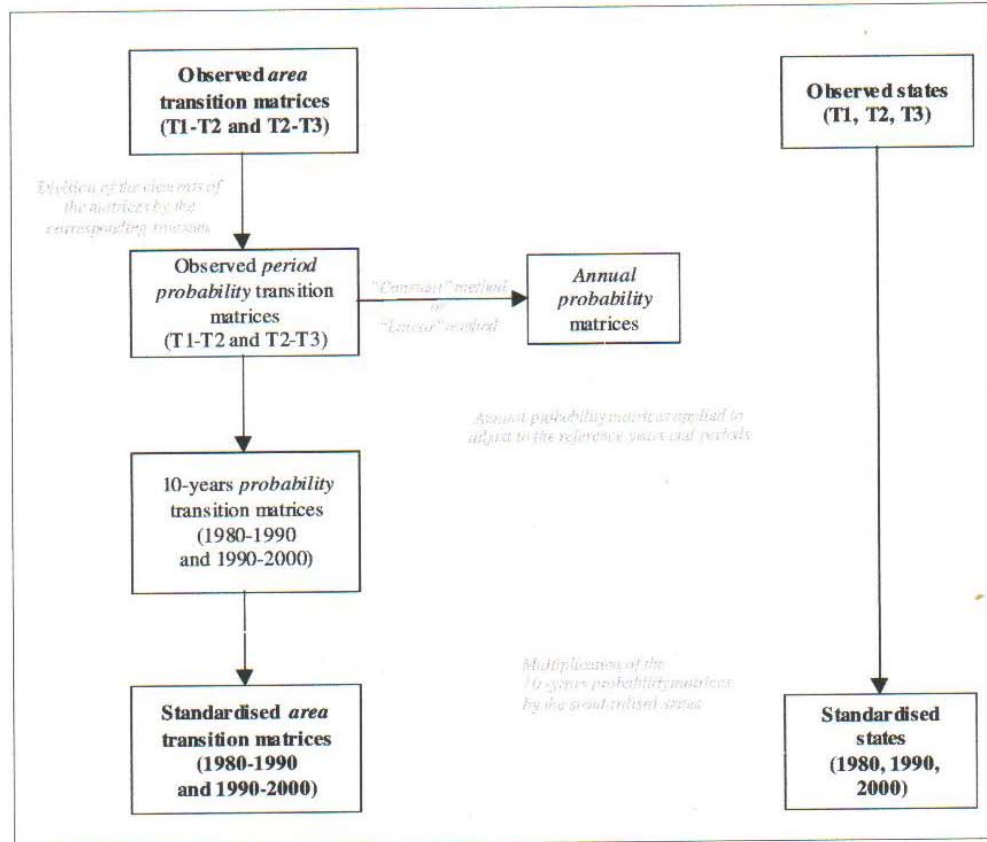 Observed area
transition matrices
(T1-T2 and T2-T3)
Observed states
(T1, T2, T3)
Division of the elements of
the matrices by the
corresponding
Observed period
probability transition
matrices
(T1-T2 and T2-T3)
"Constant" method
or
"Linear" method
Annual
probability
matrices
Annual probability matrices applied to
adjust to the reference years and periods
10-years probability
transition matrices
(1980-1990
and 1990-2000)
Multiplication of the
10-years probability matrices
by the states
Standardised area
transition matrices
(1980-1990
and 1990-2000)
Standardised
states
(1980, 1990,
2000)